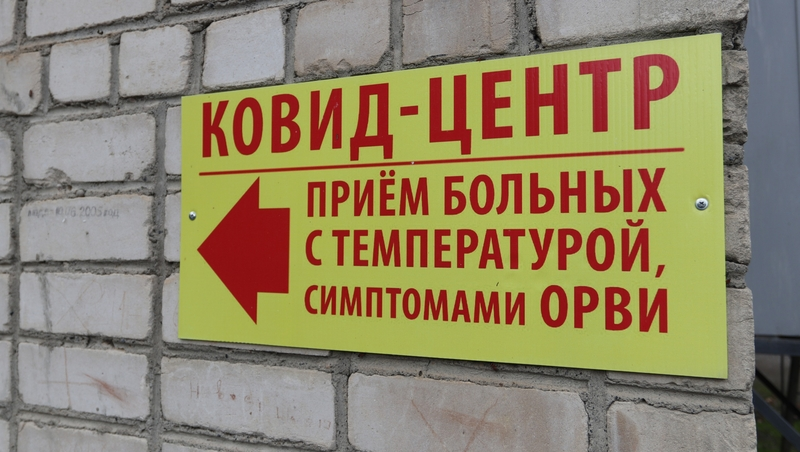 КОВИД-ЦЕНТР
ПРИЁМ БОЛЬНЫХ
С ТЕМПЕРАТУРОЙ,
СИМПТОМАМИ ОРВИ